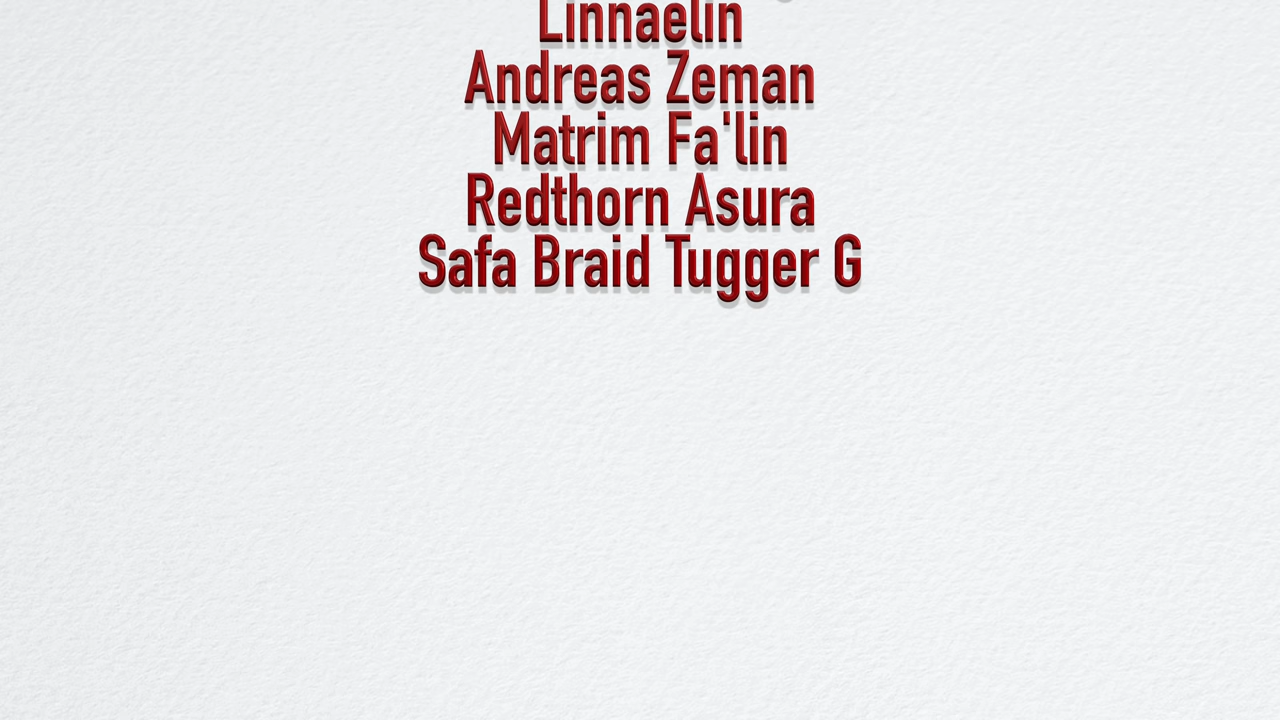 Linnaelin
Andreas Zeman
Matrim Fa'lin
Redthorn Asura
Safa Braid Tugger G